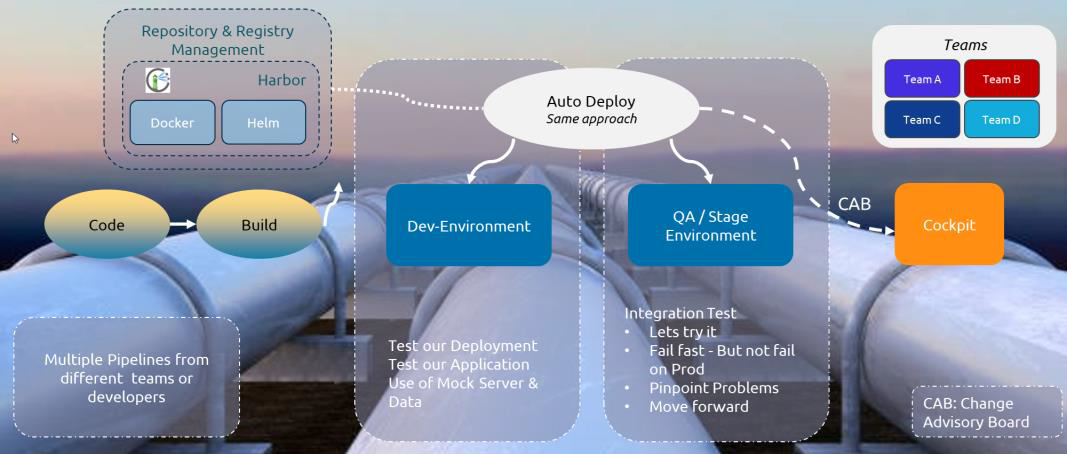 Repository & Registry
Management
Harbor
Docker
Helm
Auto Deploy
Same approach
Teams
Team A
Team B
Team C
Team D
Code
Build
Dev-Environment
QA / Stage
Environment
CAB
Cockpit
Multiple Pipelines from
different teams or
developers
Test our Deployment
Test our Application
Use of Mock Server &
Data
Integration Test
• Lets try it
• Fail fast - But not fail
on Prod
• Pinpoint Problems
• Move forward
CAB: Change
Advisory Board